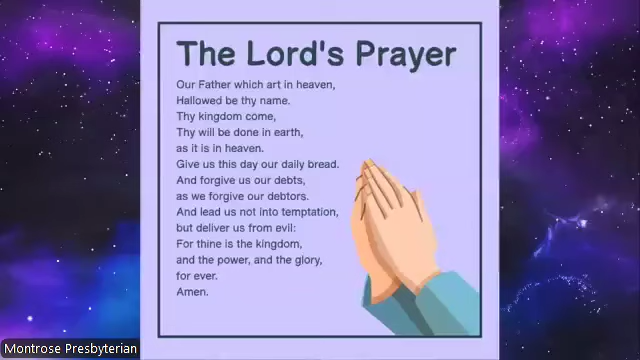 The Lord's Prayer
Our Father which art in heaven,
Hallowed be thy name.
Thy kingdom come,
Thy will be done in earth,
as it is in heaven.
Give us this day our daily bread.
And forgive us our debts,
as we forgive our debtors.
And lead us not into temptation,
but deliver us from evil:
For thine is the kingdom,
and the power, and the glory,
for ever.
Amen.
Montrose Presbyterian